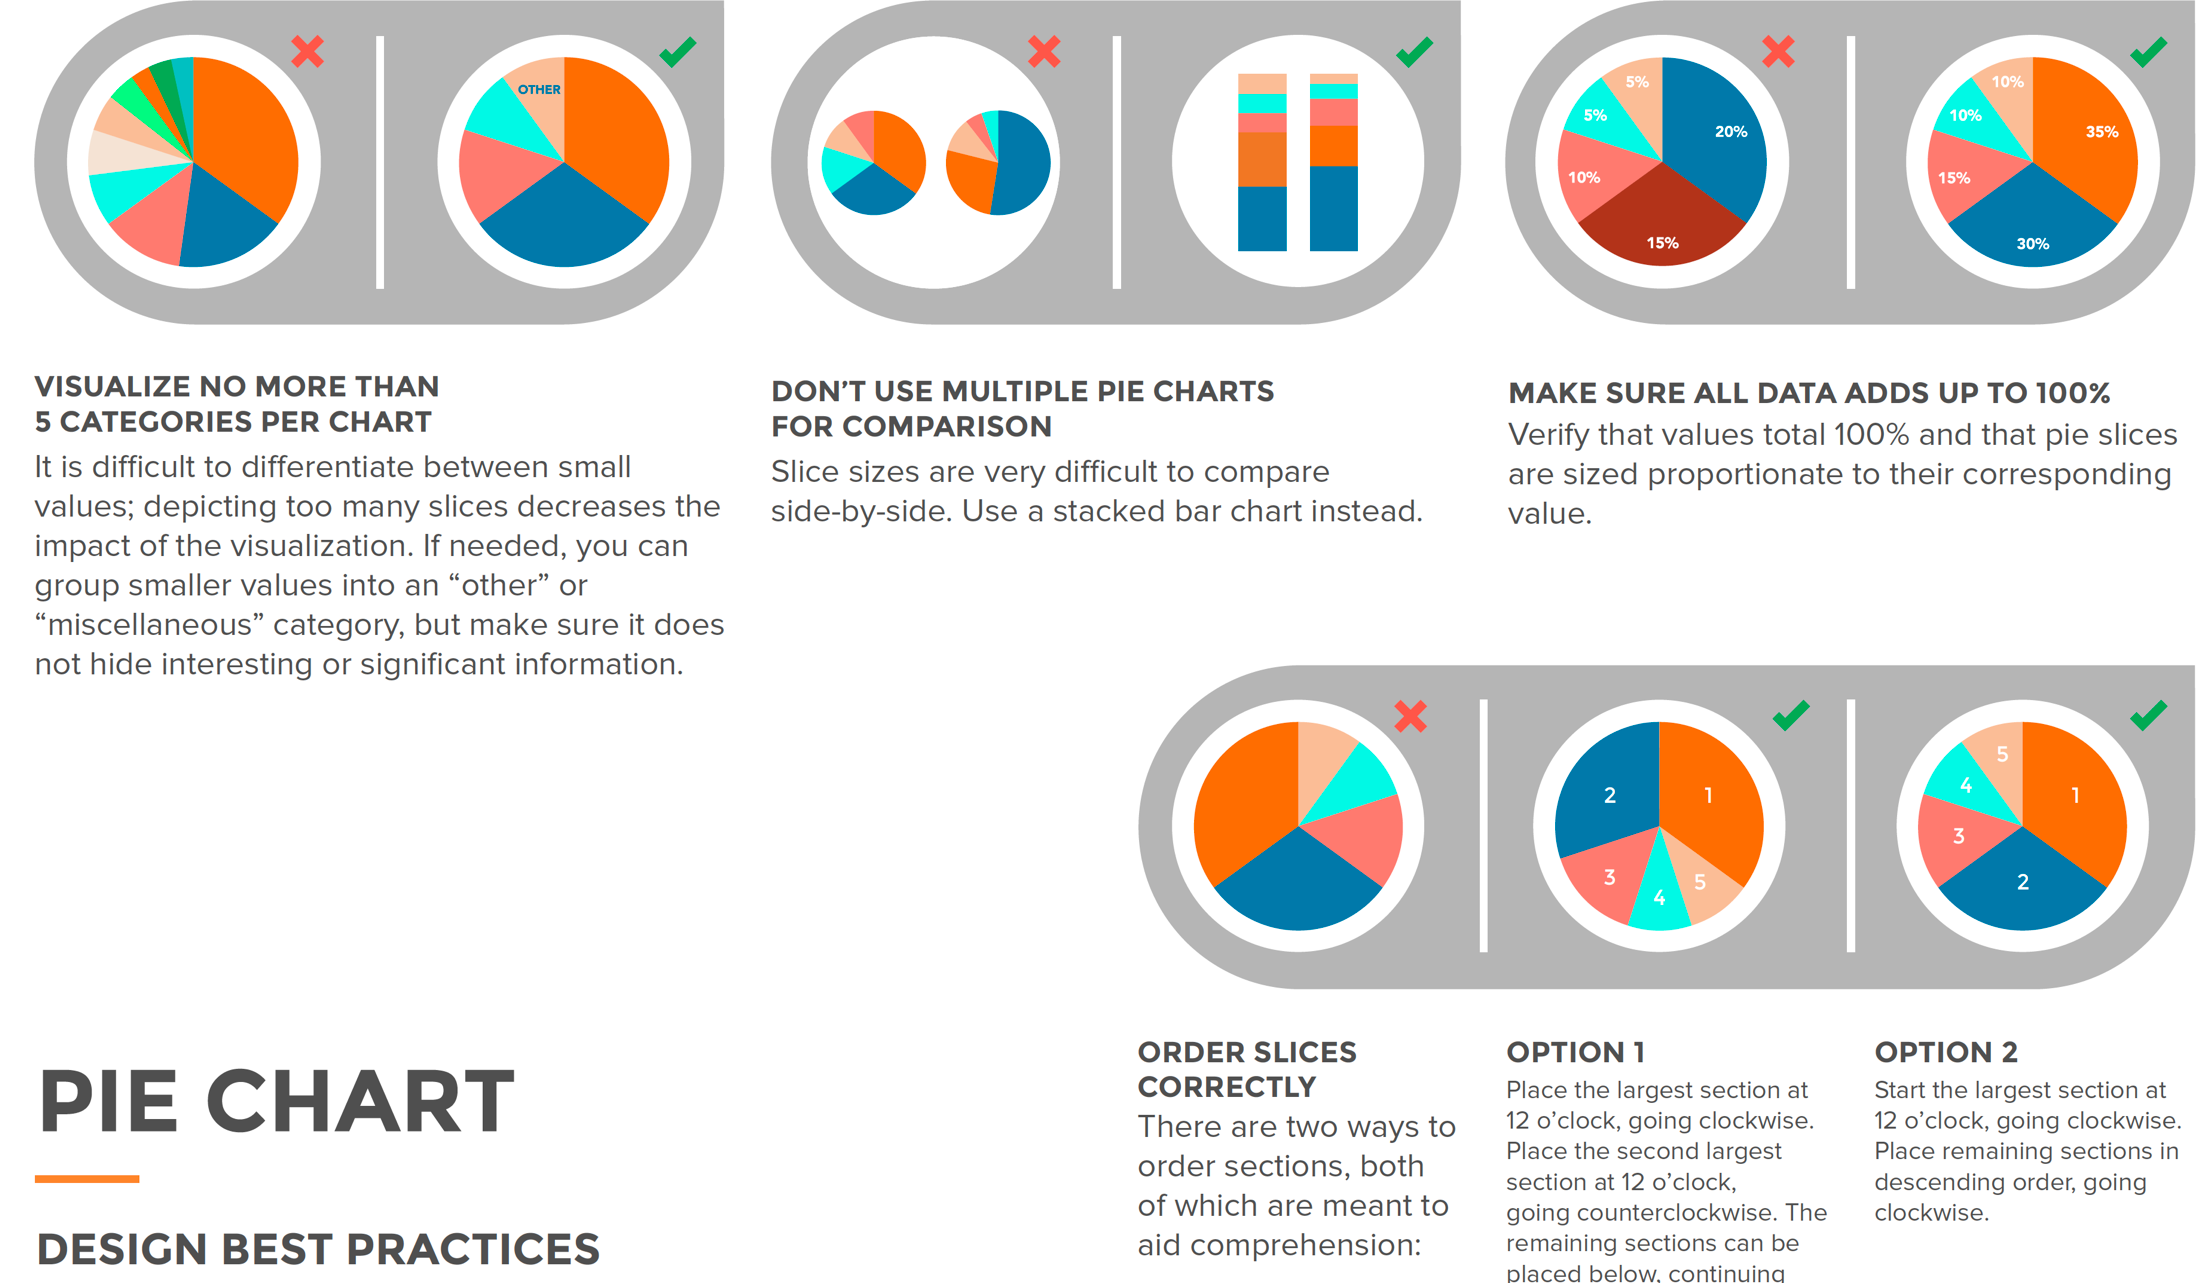 OTHER
5%
5%
20%
10%
15%
10%
10%
35%
15%
30%
VISUALIZE NO MORE THAN
5 CATEGORIES PER CHART
It is difficult to differentiate between small
values; depicting too many slices decreases the
impact of the visualization. If needed, you can
group smaller values into an “other” or
“miscellaneous” category, but make sure it does
not hide interesting or significant information.
DON’T USE MULTIPLE PIE CHARTS
FOR COMPARISON
Slice sizes are very difficult to compare
side-by-side. Use a stacked bar chart instead.
MAKE SURE ALL DATA ADDS UP TO 100%
Verify that values total 100% and that pie slices
are sized proportionate to their corresponding
value.
2
1
3
4
5
5
4
1
3
2
PIE CHART
DESIGN BEST PRACTICES
ORDER SLICES
CORRECTLY
There are two ways to
order sections, both
of which are meant to
aid comprehension:
OPTION 1
Place the largest section at
12 o’clock, going clockwise.
Place the second largest
section at 12 o’clock,
going counterclockwise. The
remaining sections can be
placed below, continuing
OPTION 2
Start the largest section at
12 o’clock, going clockwise.
Place remaining sections in
descending order, going
clockwise.